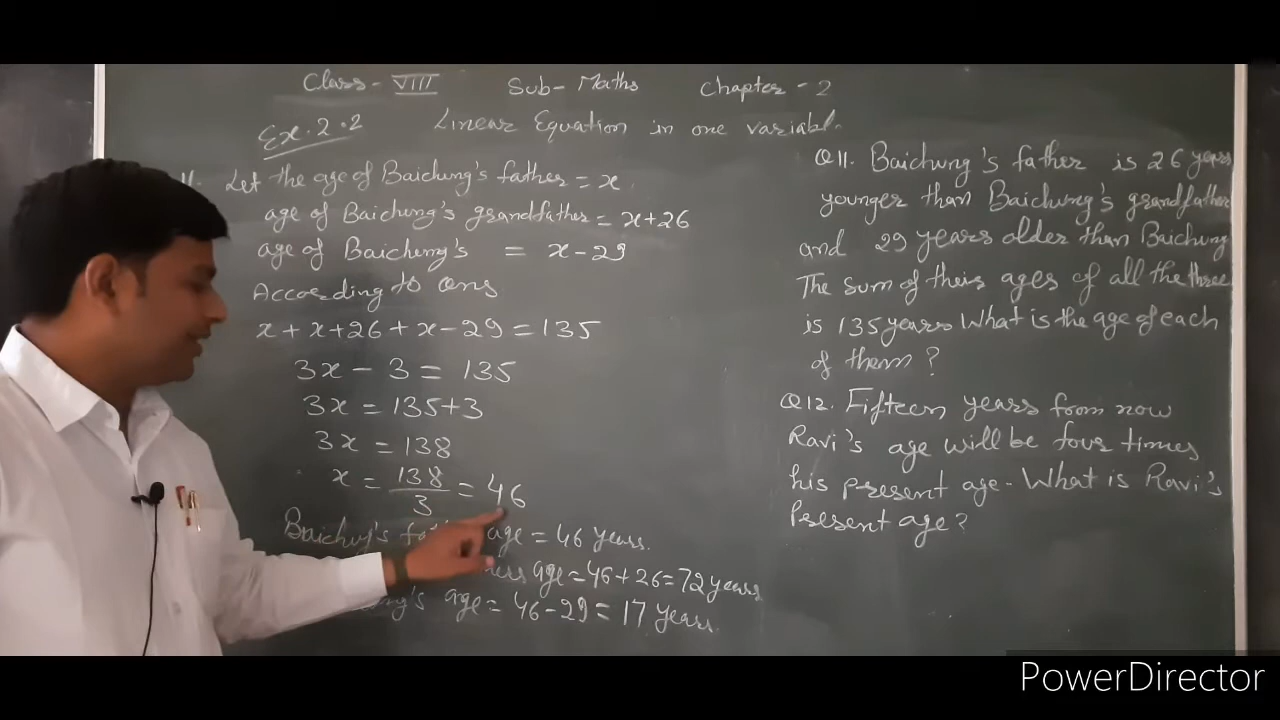 Class - VIII Sub- Maths Chapter - 2
Ex. 2.2 Linear Equation in one variabl.
11. Let the age of Baichung's father = x
age of Baichung's grandfather = x+26
age of Baichung's = x-29
According to Qns
x + x+26 + x-29 = 135
3x - 3 = 135
3x = 135+3
3x = 138
x = 138/3 = 46
age = 46 years.
age = 46+26 = 72 years
age = 46-29 = 17 years.
Q11. Baichung's father is 26 years
younger than Baichung's grandfather
and 29 years older than Baichung
The sum of their ages of all the three
is 135 years What is the age of each
of them?
Q12. Fifteen years from now
Ravi's age will be four times
his present age. What is Ravi's
Present age?
PowerDirector